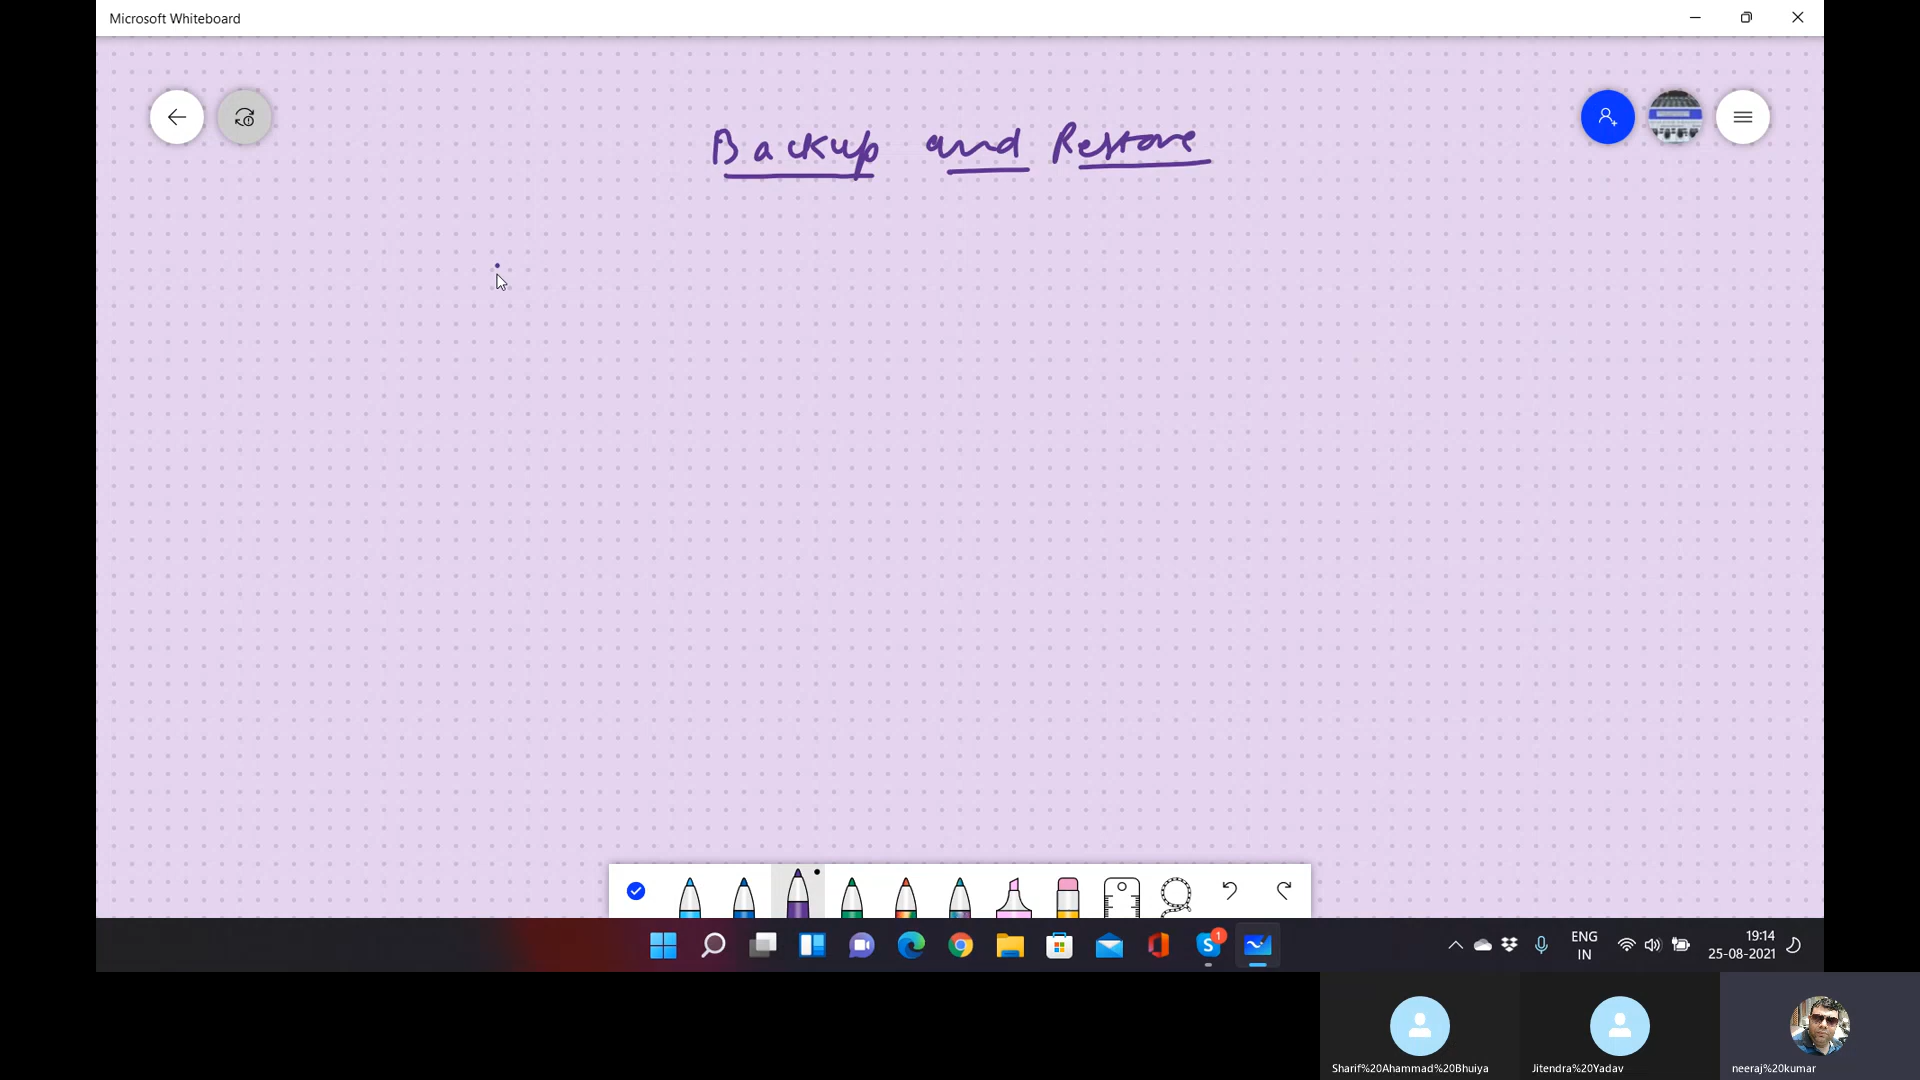 Microsoft Whiteboard
Backup and Restore
1
ENG
IN
19:14
25-08-2021
Sharif%20Ahammad%20Bhuiya
Jitendra%20Yadav
neeraj%20kumar